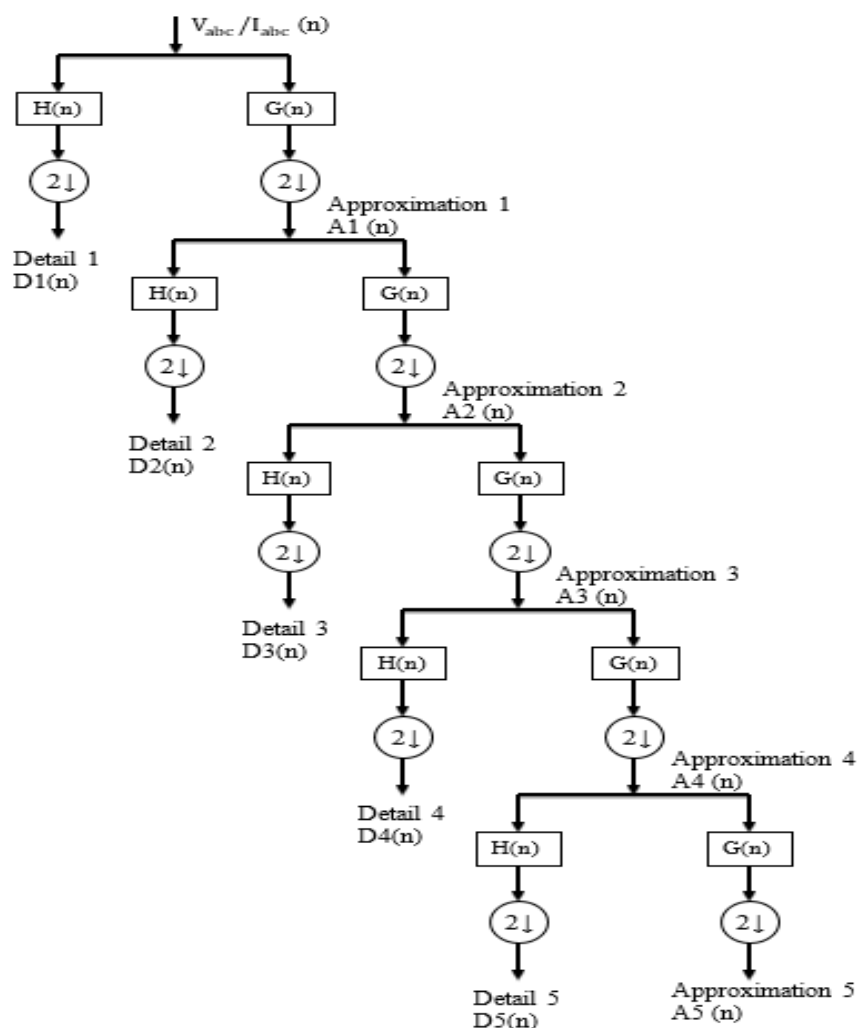 Vabc/Iabc (n)
H(n)
G(n)
2↓
2↓
Approximation 1
A1 (n)
Detail 1
D1(n)
H(n)
G(n)
2↓
2↓
Approximation 2
A2 (n)
Detail 2
D2(n)
H(n)
G(n)
2↓
2↓
Approximation 3
A3 (n)
Detail 3
D3(n)
H(n)
G(n)
2↓
2↓
Approximation 4
A4 (n)
Detail 4
D4(n)
H(n)
G(n)
2↓
2↓
Detail 5
D5(n)
Approximation 5
A5 (n)